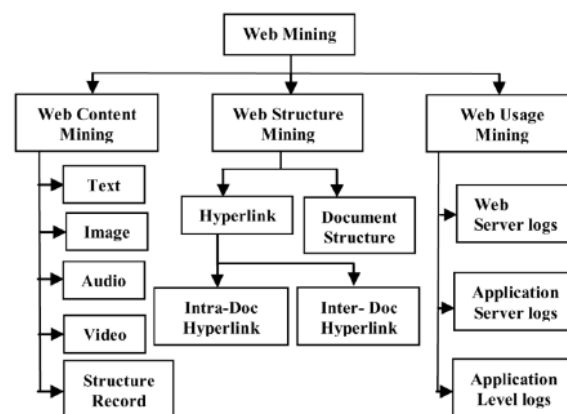 Web Mining
Web Content
Mining
Web Structure
Mining
Web Usage
Mining
Text
Image
Audio
Video
Structure
Record
Hyperlink
Document
Structure
Intra-Doc
Hyperlink
Inter- Doc
Hyperlink
Web
Server logs
Application
Server logs
Application
Level logs